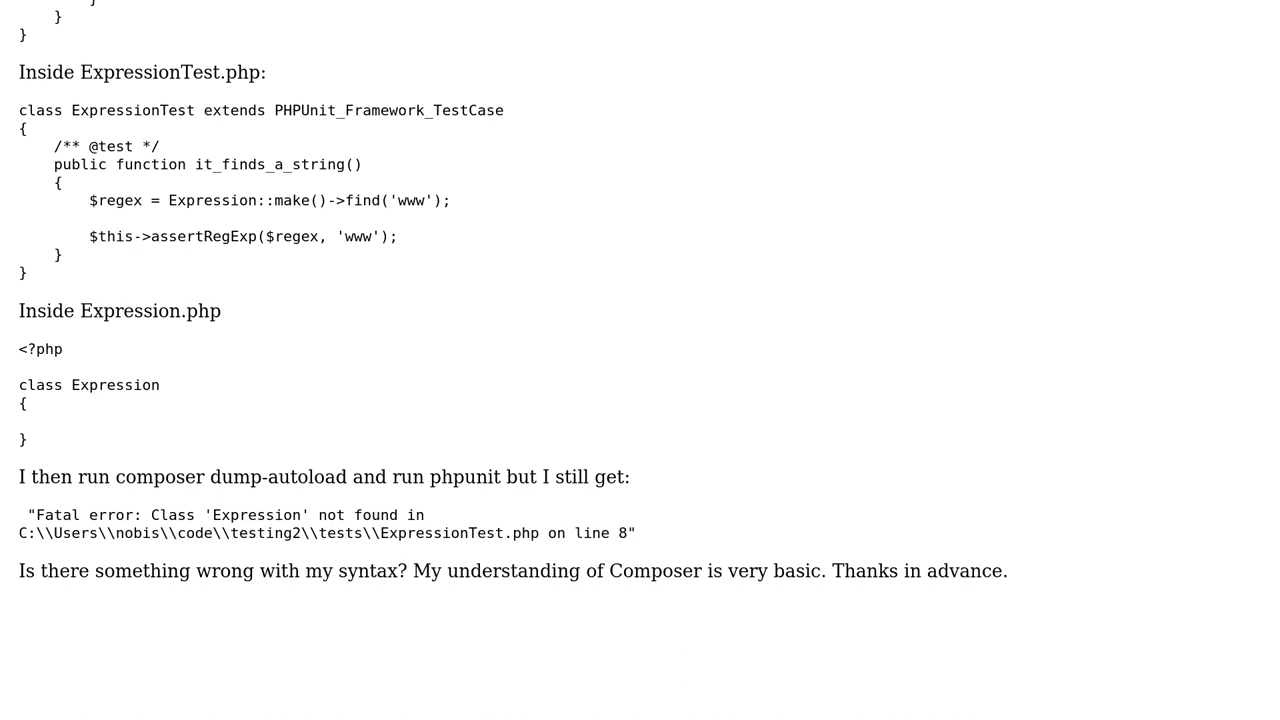 }
    }
}
Inside ExpressionTest.php:
class ExpressionTest extends PHPUnit_Framework_TestCase
{
    /** @test */
    public function it_finds_a_string()
    {
        $regex = Expression::make()->find('www');

        $this->assertRegExp($regex, 'www');
    }
}
Inside Expression.php
<?php

class Expression
{

}
I then run composer dump-autoload and run phpunit but I still get:
 "Fatal error: Class 'Expression' not found in
C:\\Users\\nobis\\code\\testing2\\tests\\ExpressionTest.php on line 8"
Is there something wrong with my syntax? My understanding of Composer is very basic. Thanks in advance.